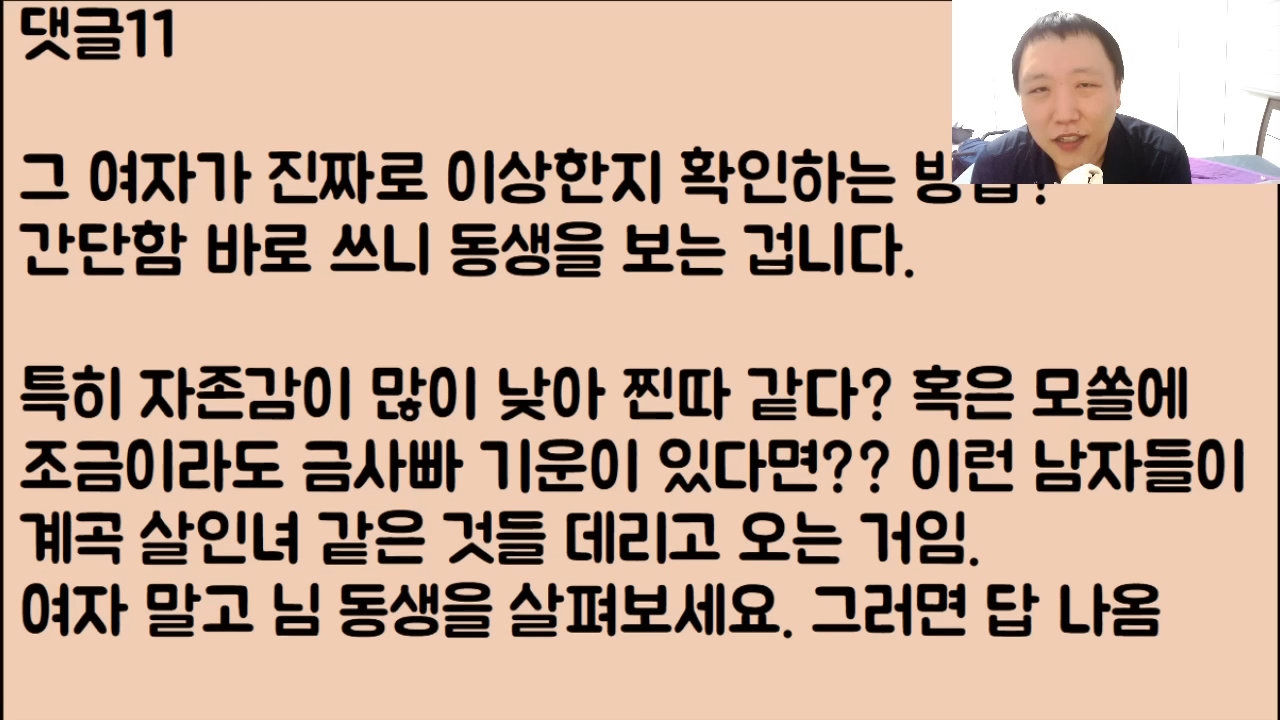 댓글11
그 여자가 진짜로 이상한지 확인하는
간단함 바로 쓰니 동생을 보는 겁니다.
특히 자존감이 많이 낮아 찐따 같다? 혹은 모쏠에
조금이라도 금사빠 기운이 있다면?? 이런 남자들이
계곡 살인녀 같은 것들 데리고 오는 거임.
여자 말고 님 동생을 살펴보세요. 그러면 답 나옴